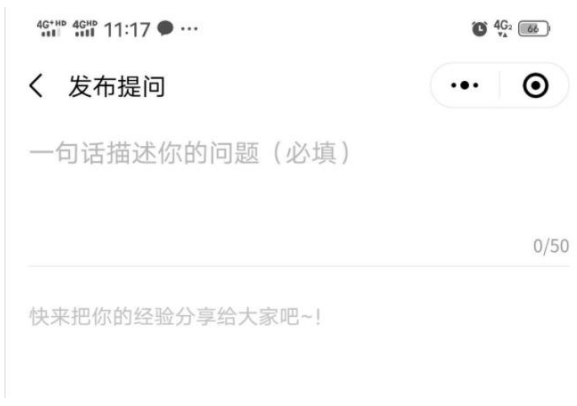 4G+HD 4GHD 11:17 ··· 4G2 66
发布提问
一句话描述你的问题（必填）
0/50
快来把你的经验分享给大家吧~!